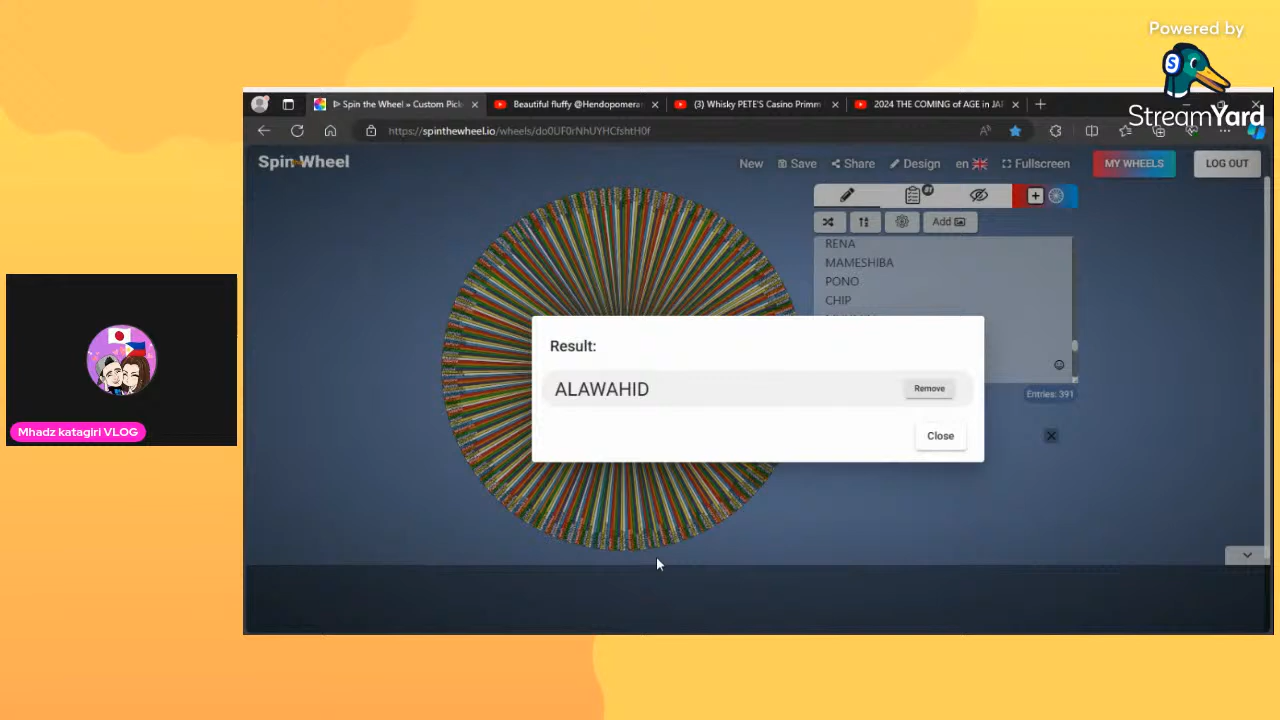 Powered by
StreamYard
Spin the Wheel » Custom Pick
Beautiful fluffy @Hendopomera
(3) Whisky PETE'S Casino Primm
2024 THE COMING of AGE in JA
https://spinthewheel.io/wheels/do0UF0rNhUYHCfshtH0f
SpinWheel
New
Save
Share
Design
en
Fullscreen
MY WHEELS
LOG OUT
Add
RENA
MAMESHIBA
PONO
CHIP
Result:
ALAWAHID
Remove
Close
Entries: 391
Mhadz katagiri VLOG